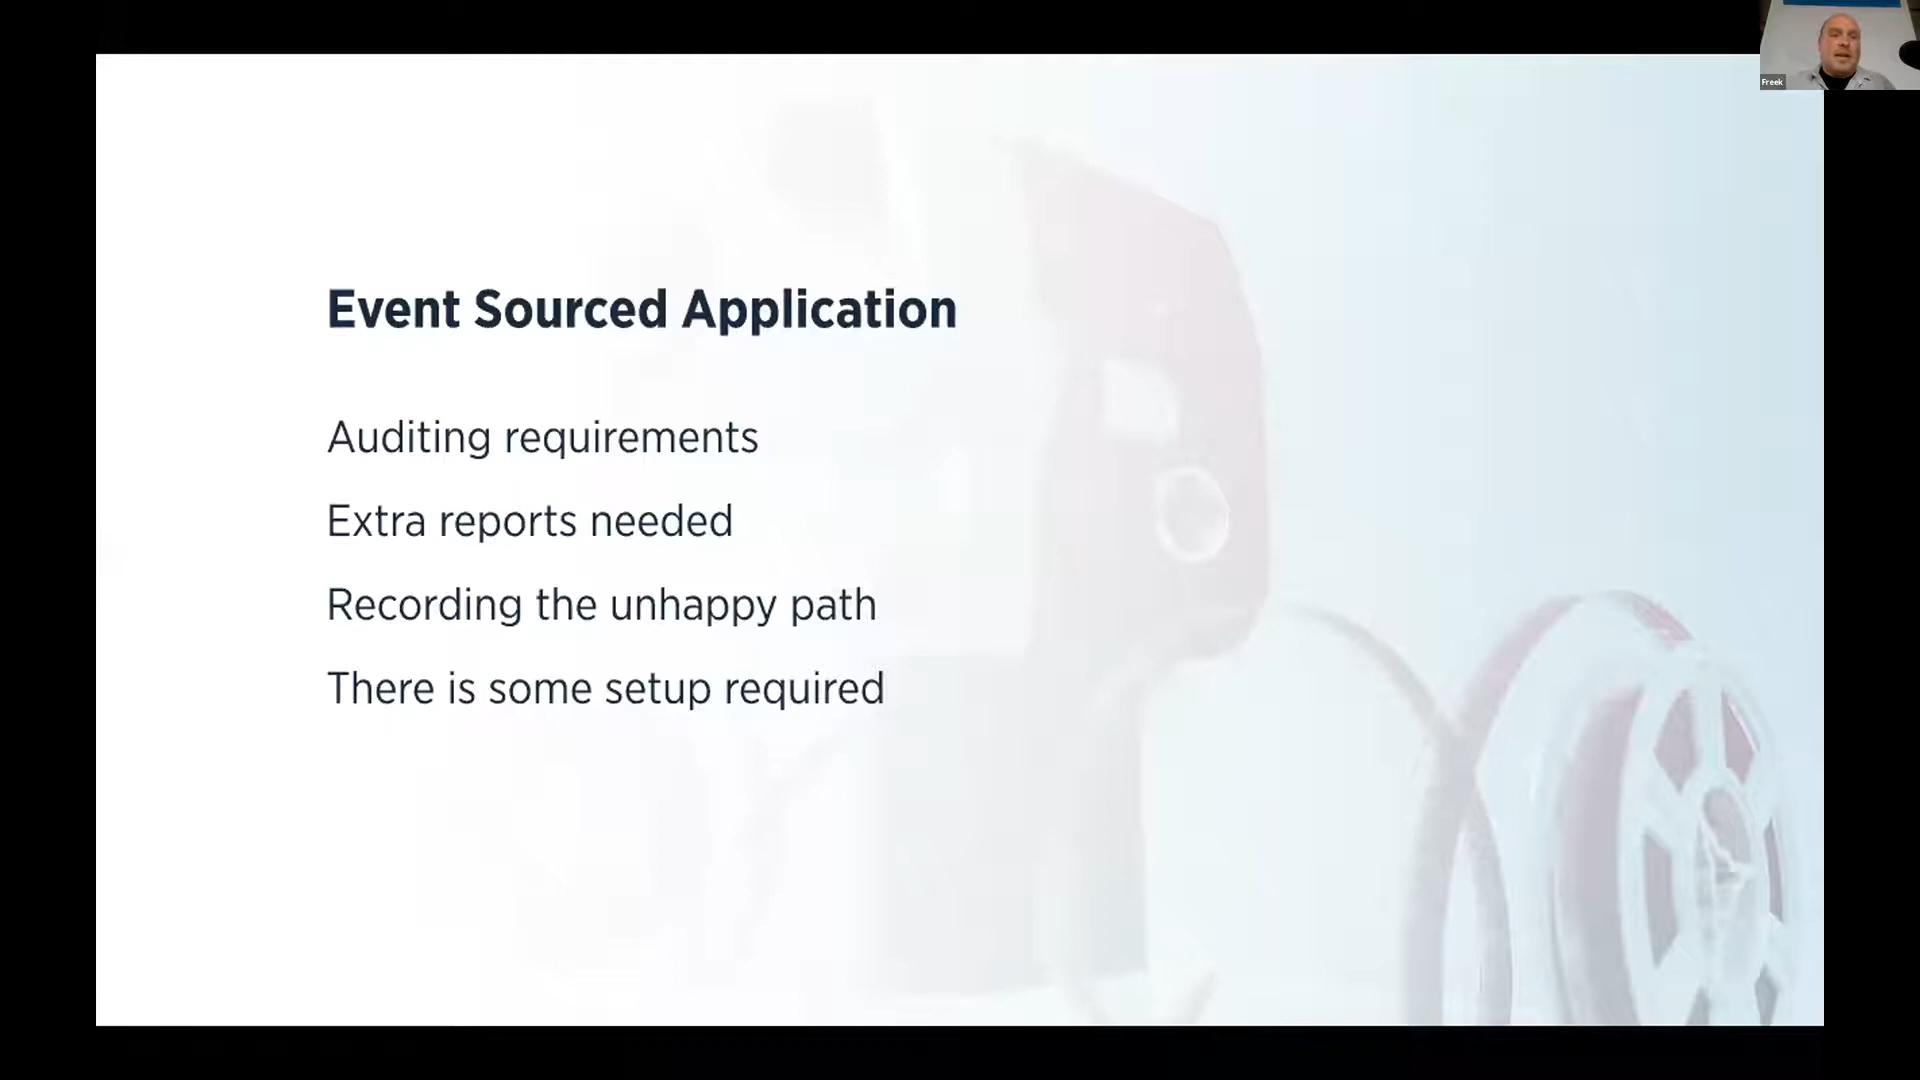 Freek
Event Sourced Application
Auditing requirements
Extra reports needed
Recording the unhappy path
There is some setup required